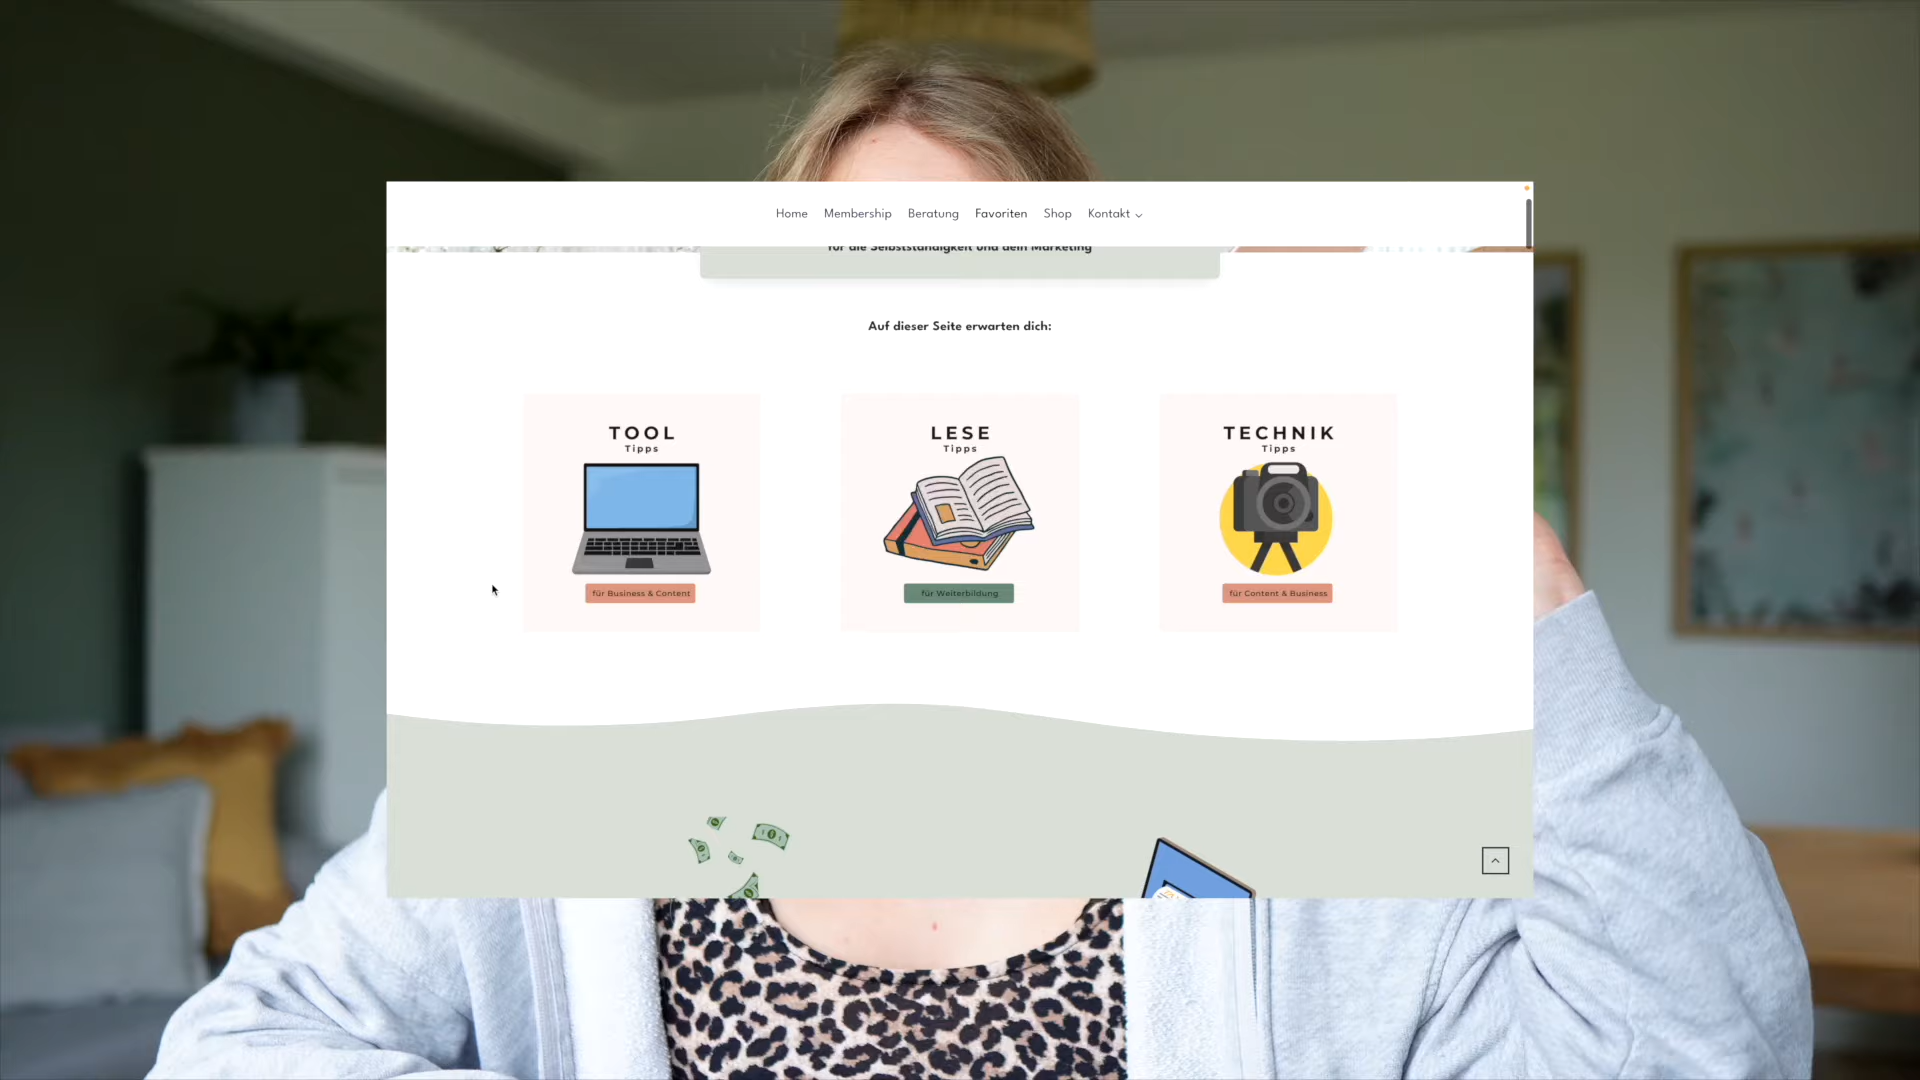 Home Membership Beratung Favoriten Shop Kontakt
für die Selbstständigkeit und dein Marketing
Auf dieser Seite erwarten dich:
TOOL
Tipps
für Business & Content
LESE
Tipps
für Weiterbildung
TECHNIK
Tipps
für Content & Business